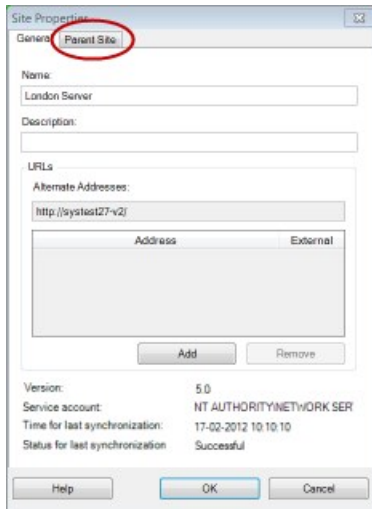 Site Properties
General Parent Site
Name:
London Server
Description:
URLs
Alternate Addresses:
http://systest27-v2/
Address External
Add Remove
Version: 5.0
Service account: NT AUTHORITY\NETWORK SER
Time for last synchronization: 17-02-2012 10:10:10
Status for last synchronization Successful
Help OK Cancel